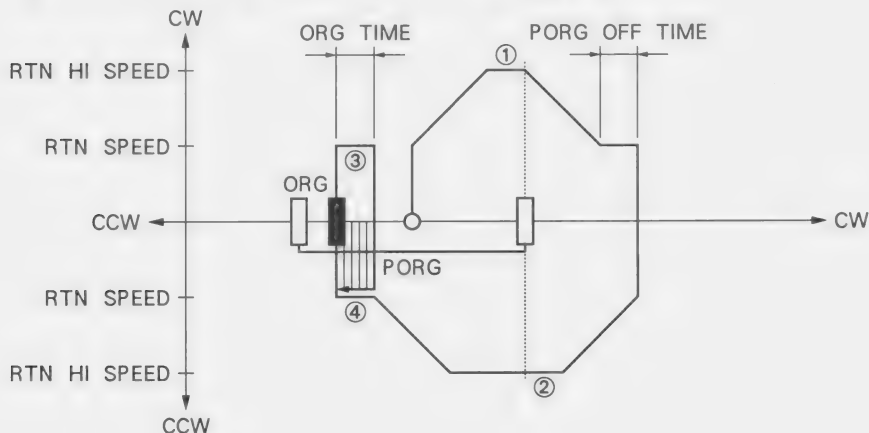 CW
ORG TIME
PORG OFF TIME
RTN HI SPEED
①
RTN SPEED
③
ORG
CCW
CW
PORG
RTN SPEED
④
RTN HI SPEED
②
CCW